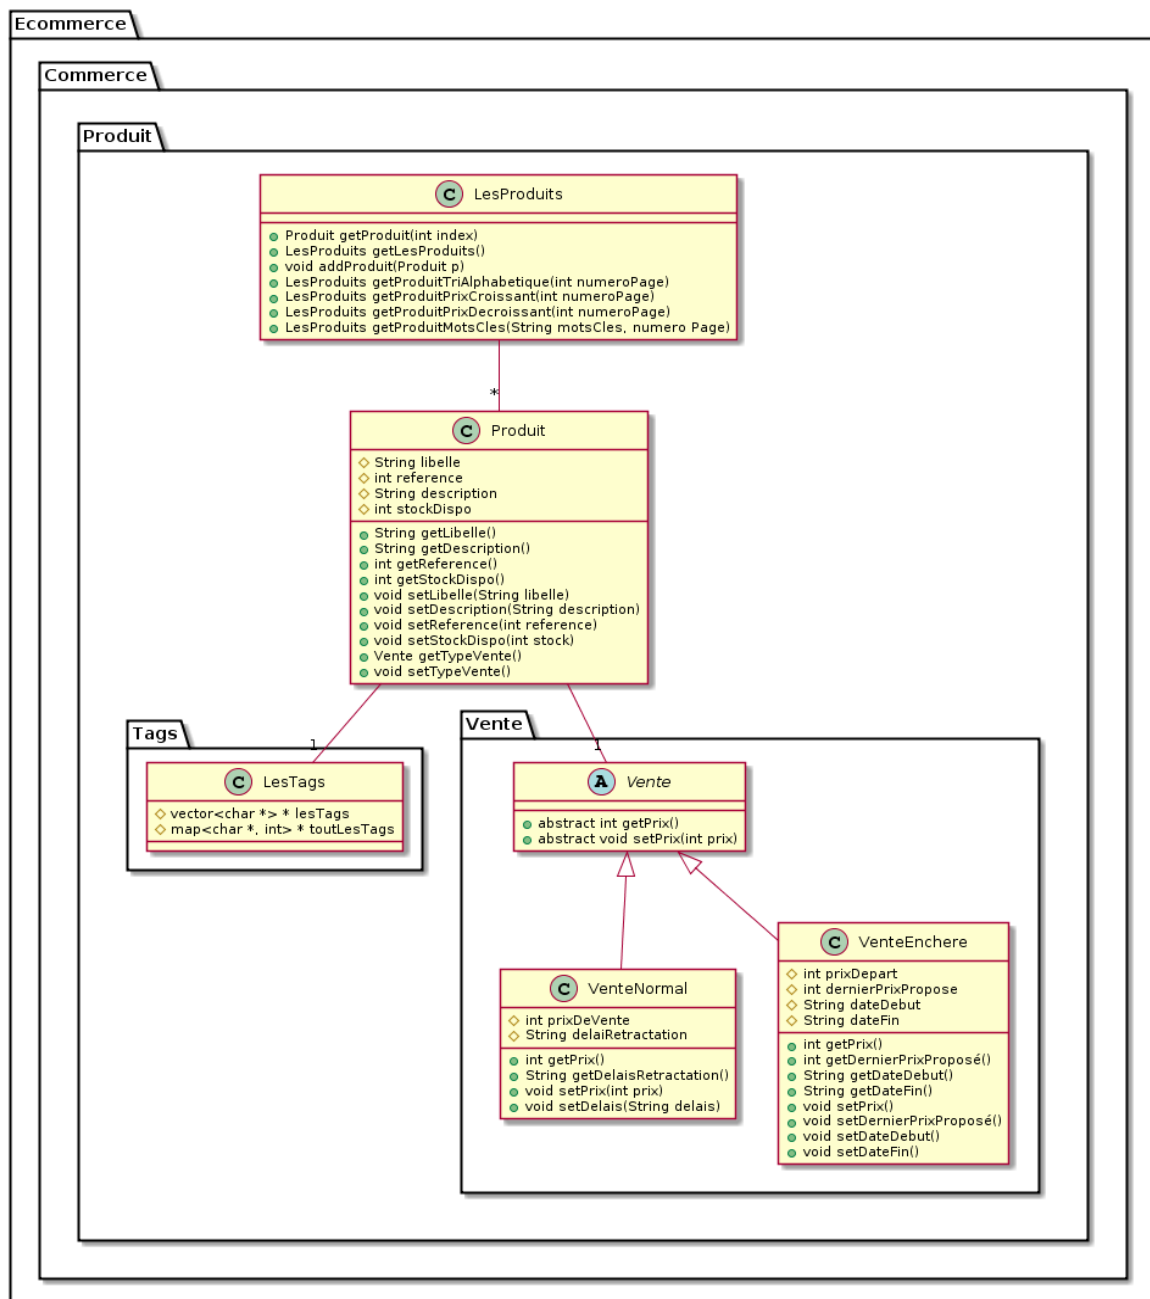 Ecommerce
Commerce
Produit
C LesProduits
Produit getProduit(int index)
LesProduits getLesProduits()
void addProduit(Produit p)
LesProduits getProduitTriAlphabetique(int numeroPage)
LesProduits getProduitPrixCroissant(int numeroPage)
LesProduits getProduitPrixDecroissant(int numeroPage)
LesProduits getProduitMotsCles(String motsCles, numero Page)
*
C Produit
String libelle
int reference
String description
int stockDispo
String getLibelle()
String getDescription()
int getReference()
int getStockDispo()
void setLibelle(String libelle)
void setDescription(String description)
void setReference(int reference)
void setStockDispo(int stock)
Vente getTypeVente()
void setTypeVente()
1
1
Tags
C LesTags
vector<char *> * lesTags
map<char *, int> * toutLesTags
Vente
A Vente
abstract int getPrix()
abstract void setPrix(int prix)
C VenteNormal
int prixDeVente
String delaiRetractation
int getPrix()
String getDelaisRetractation()
void setPrix(int prix)
void setDelais(String delais)
C VenteEnchere
int prixDepart
int dernierPrixPropose
String dateDebut
String dateFin
int getPrix()
int getDernierPrixProposé()
String getDateDebut()
String getDateFin()
void setPrix()
void setDernierPrixProposé()
void setDateDebut()
void setDateFin()